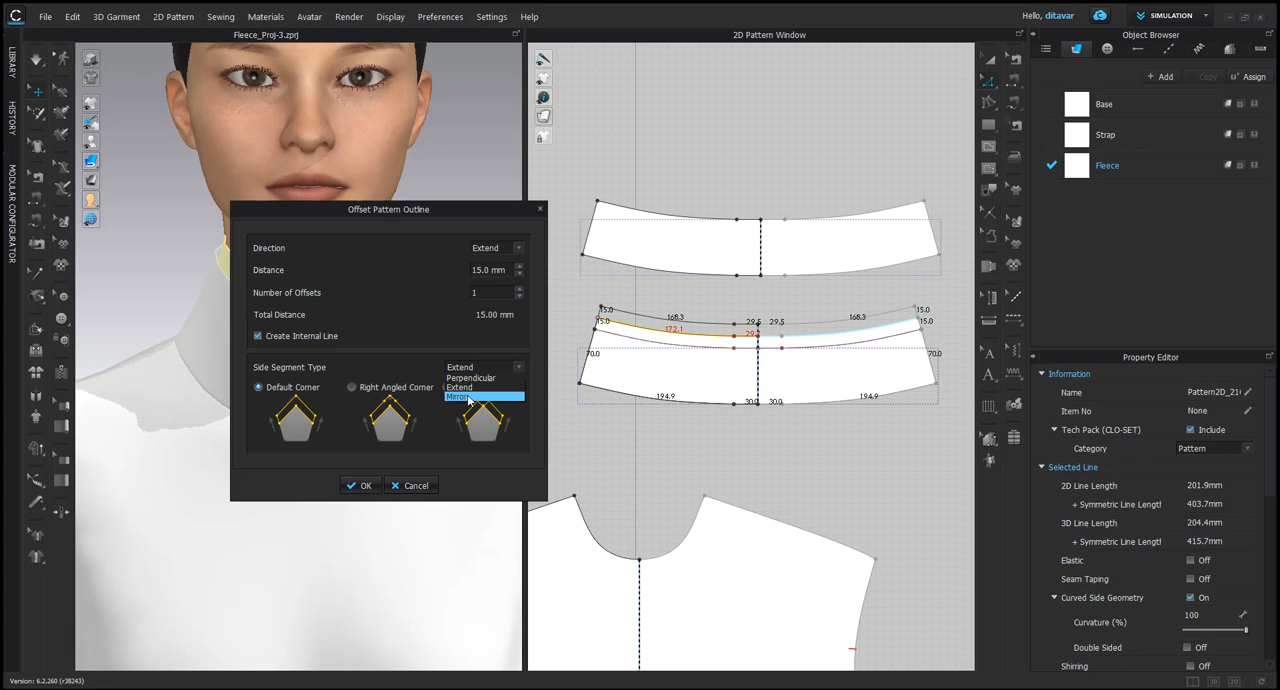 File Edit 3D Garment 2D Pattern Sewing Materials Avatar Render Display Preferences Settings Help
Hello, ditavar
SIMULATION
Fleece_Proj-3.zprj
2D Pattern Window
Object Browser
LIBRARY
HISTORY
MODULAR CONFIGURATOR
+ Add Copy Assign
Base
Strap
Fleece
Offset Pattern Outline
Direction Extend
Distance 15.0 mm
Number of Offsets 1
Total Distance 15.00 mm
Create Internal Line
Side Segment Type Extend
Perpendicular
Extend
Mirror
Default Corner Right Angled Corner
OK Cancel
15.0 168.3 29.5 29.5 168.3 15.0
15.0 172.1 15.0
70.0 70.0
194.9 30.0 30.0 194.9
Property Editor
Information
Name Pattern2D_21
Item No None
Tech Pack (CLO-SET) Include
Category Pattern
Selected Line
2D Line Length 201.9mm
+ Symmetric Line Lengtl 403.7mm
3D Line Length 204.4mm
+ Symmetric Line Lengtl 415.7mm
Elastic Off
Seam Taping Off
Curved Side Geometry On
Curvature (%) 100
Double Sided Off
Shirring Off
Version: 6.2.260 (r38243)
3D 2D